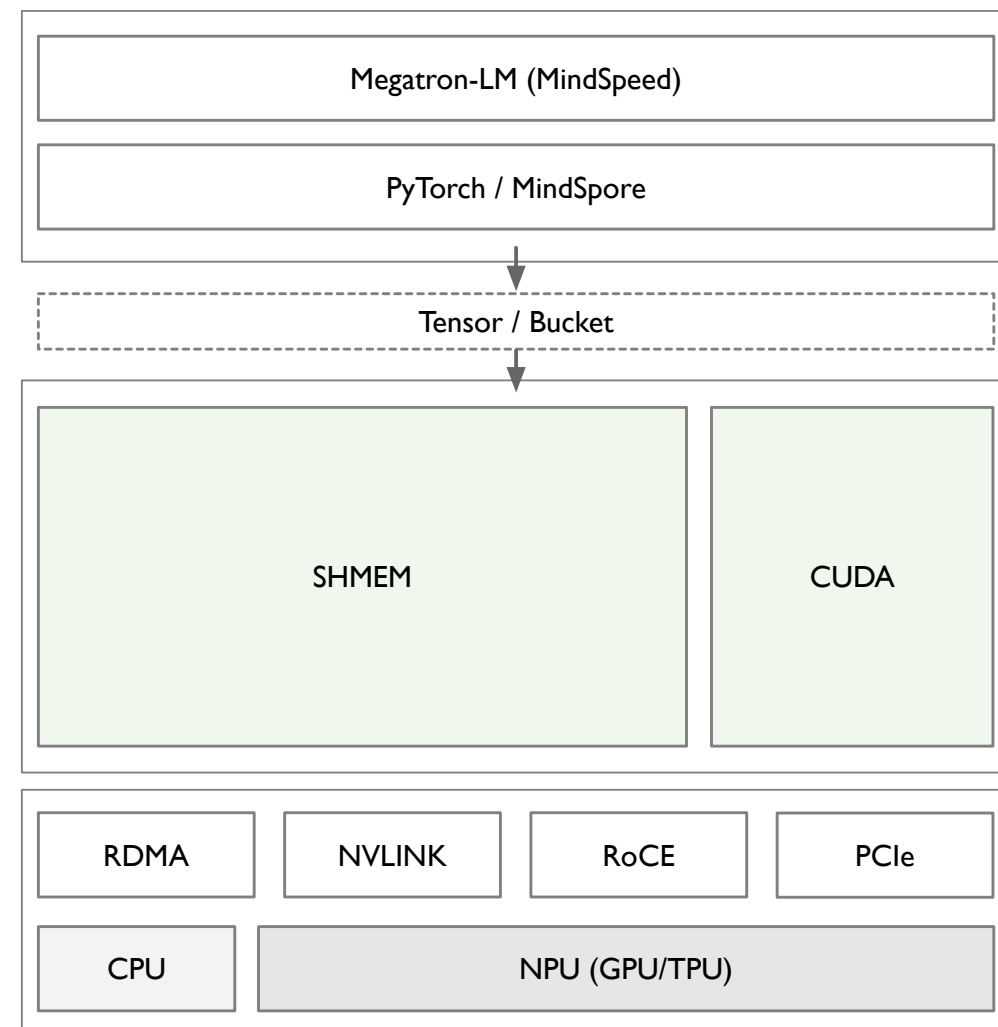 Megatron-LM (MindSpeed)
PyTorch / MindSpore
Tensor / Bucket
SHMEM
CUDA
RDMA
NVLINK
RoCE
PCIe
CPU
NPU (GPU/TPU)